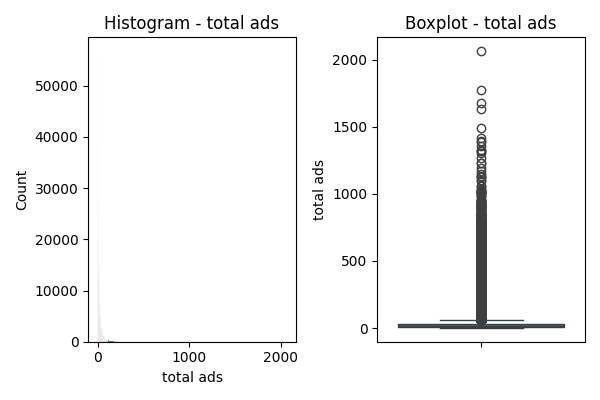 Histogram - total ads
Count
50000
40000
30000
20000
10000
0
0 1000 2000
total ads
Boxplot - total ads
total ads
2000
1500
1000
500
0